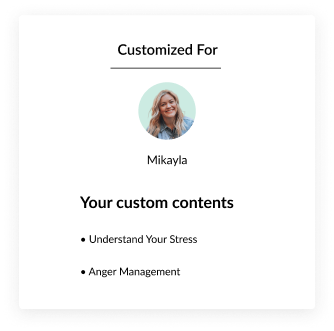 Customized For
Mikayla
Your custom contents
• Understand Your Stress
• Anger Management